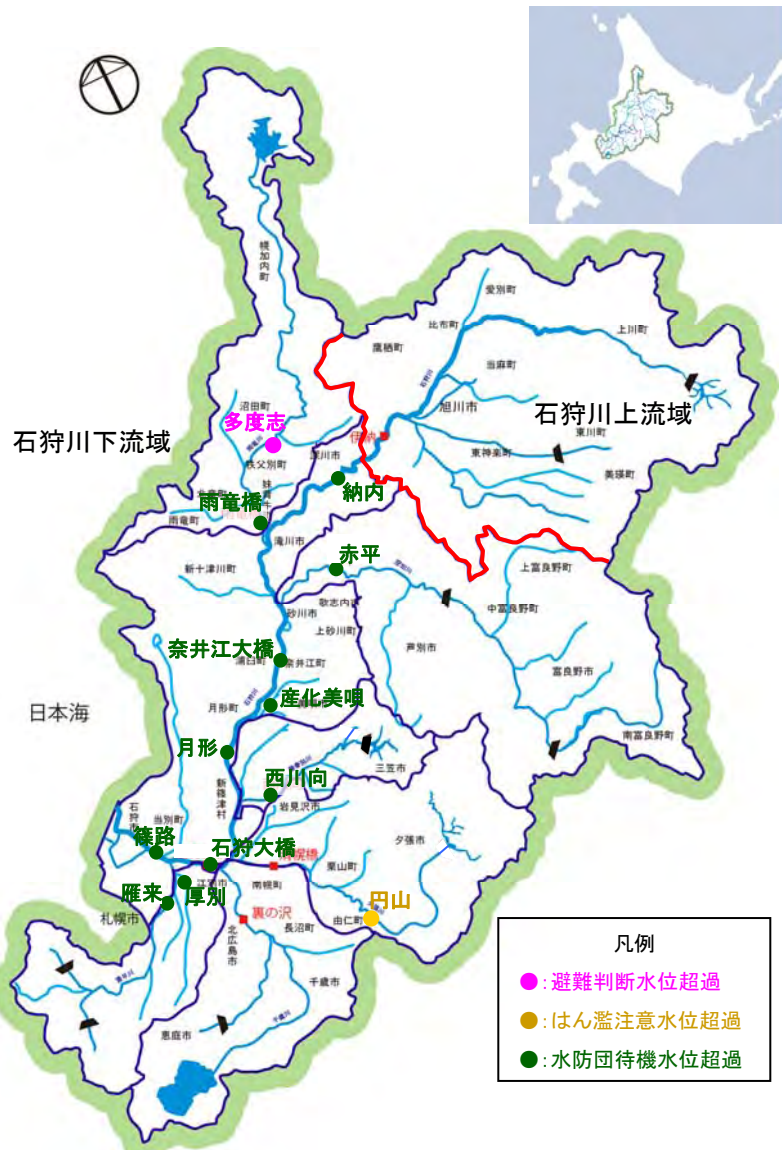 幌加内町
愛別町
比布町
上川町
鷹栖町
当麻町
石狩川
旭川市
石狩川上流域
沼田町
多度志
石狩川下流域
伊納
東川町
東神楽町
秩父別町
深川市
美瑛町
納内
雨竜橋
雨竜町
滝川市
赤平
上富良野町
新十津川町
歌志内市
中富良野町
砂川市
上砂川町
芦別市
奈井江大橋
浦臼町
奈井江町
富良野市
石狩川
産化美唄
日本海
月形町
南富良野町
月形
三笠市
新篠津村
西川向
石狩市
当別町
岩見沢市
夕張市
篠路
石狩大橋
栗山町
厚別
江別市
南幌町
雁来
円山
札幌市
裏の沢
由仁町
長沼町
北広島市
千歳市
恵庭市
千歳川
凡例
●:避難判断水位超過
●:はん濫注意水位超過
●:水防団待機水位超過